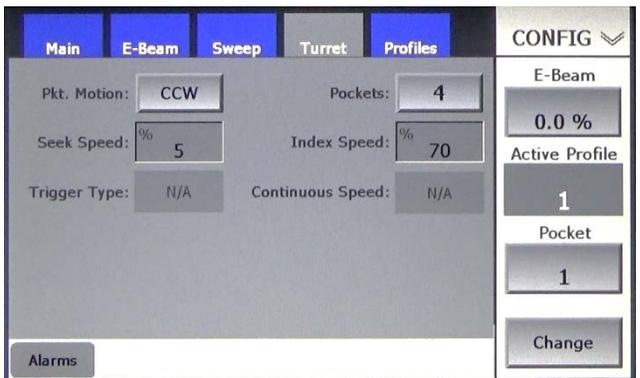 Main E-Beam Sweep Turret Profiles
CONFIG
Pkt. Motion: CCW Pockets: 4
Seek Speed: % 5 Index Speed: % 70
Trigger Type: N/A Continuous Speed: N/A
E-Beam
0.0 %
Active Profile
1
Pocket
1
Change
Alarms